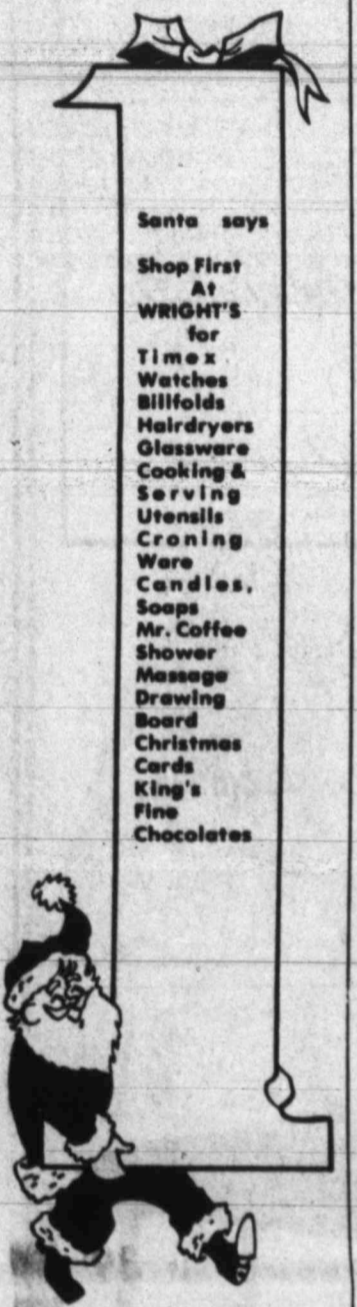 Santa says
Shop First
At
WRIGHT'S
for
Timex
Watches
Billfolds
Hairdryers
Glassware
Cooking &
Serving
Utensils
Croning
Ware
Candles,
Soaps
Mr. Coffee
Shower
Massage
Drawing
Board
Christmas
Cards
King's
Fine
Chocolates